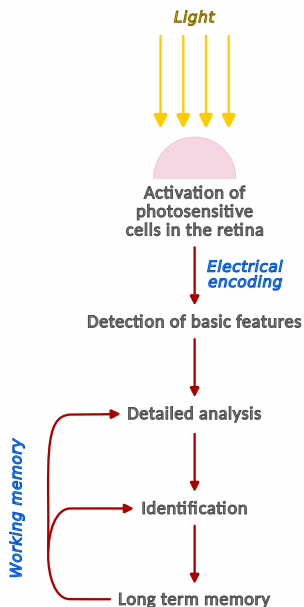 Light
Activation of
photosensitive
cells in the retina
Electrical
encoding
Detection of basic features
Detailed analysis
Working memory
Identification
Long term memory